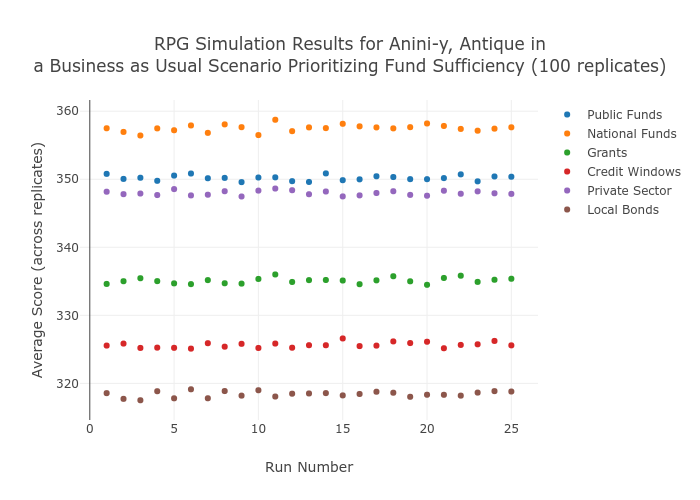 RPG Simulation Results for Anini-y, Antique in
a Business as Usual Scenario Prioritizing Fund Sufficiency (100 replicates)
Average Score (across replicates)
360
350
340
330
320
0 5 10 15 20 25
Run Number
Public Funds
National Funds
Grants
Credit Windows
Private Sector
Local Bonds